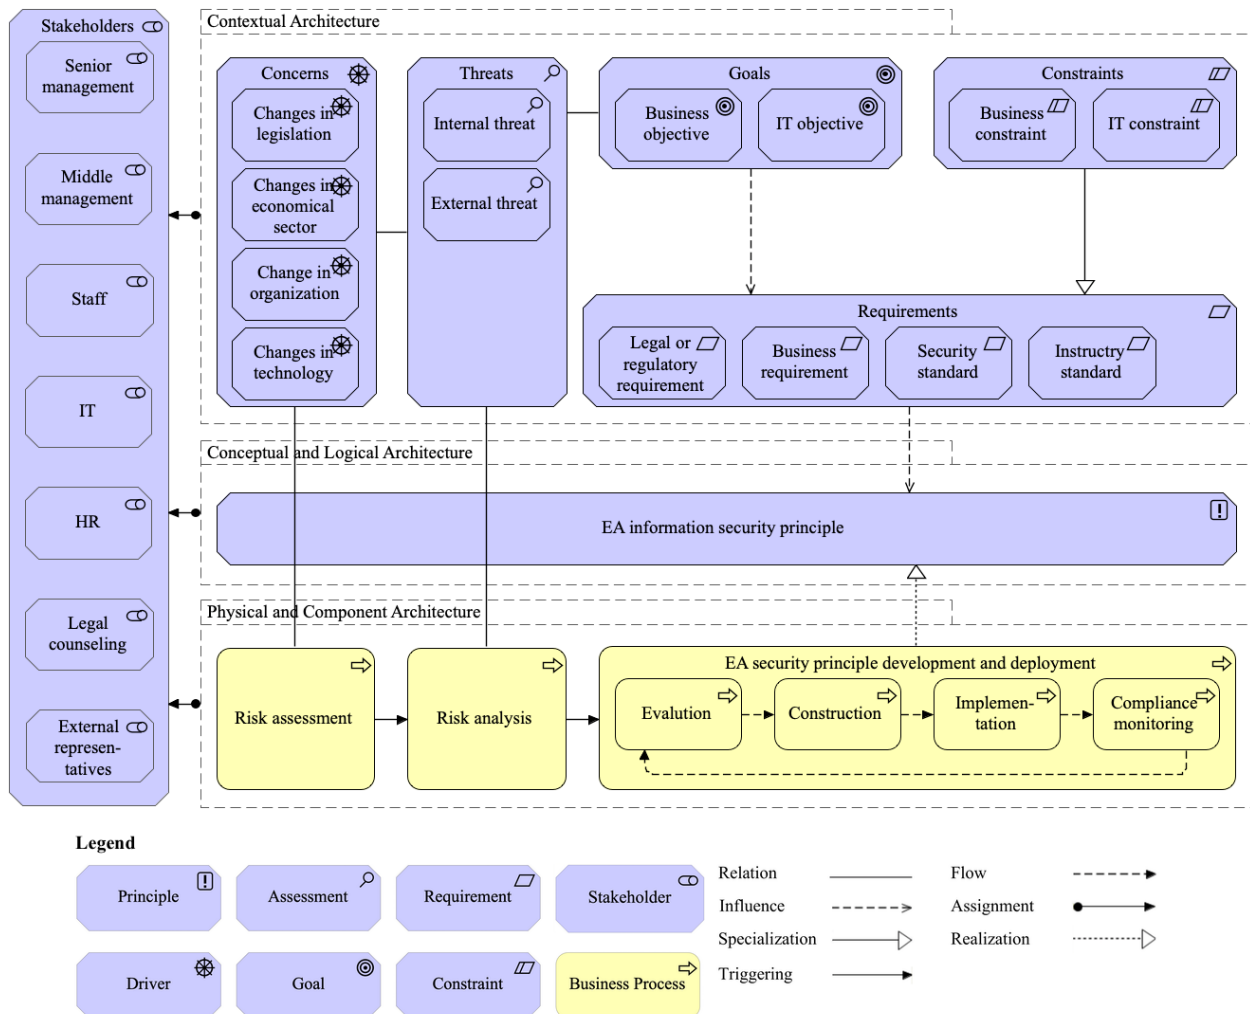 Stakeholders
Senior
management
Middle
management
Staff
IT
HR
Legal
counseling
External
represen-
tatives
Contextual Architecture
Concerns
Changes in
legislation
Changes in
economical
sector
Change in
organization
Changes in
technology
Threats
Internal threat
External threat
Goals
Business
objective
IT objective
Constraints
Business
constraint
IT constraint
Requirements
Legal or
regulatory
requirement
Business
requirement
Security
standard
Instructry
standard
Conceptual and Logical Architecture
EA information security principle
Physical and Component Architecture
Risk assessment
Risk analysis
EA security principle development and deployment
Evalution
Construction
Implemen-
tation
Compliance
monitoring
Legend
Principle
Assessment
Requirement
Stakeholder
Driver
Goal
Constraint
Business Process
Relation
Influence
Specialization
Triggering
Flow
Assignment
Realization